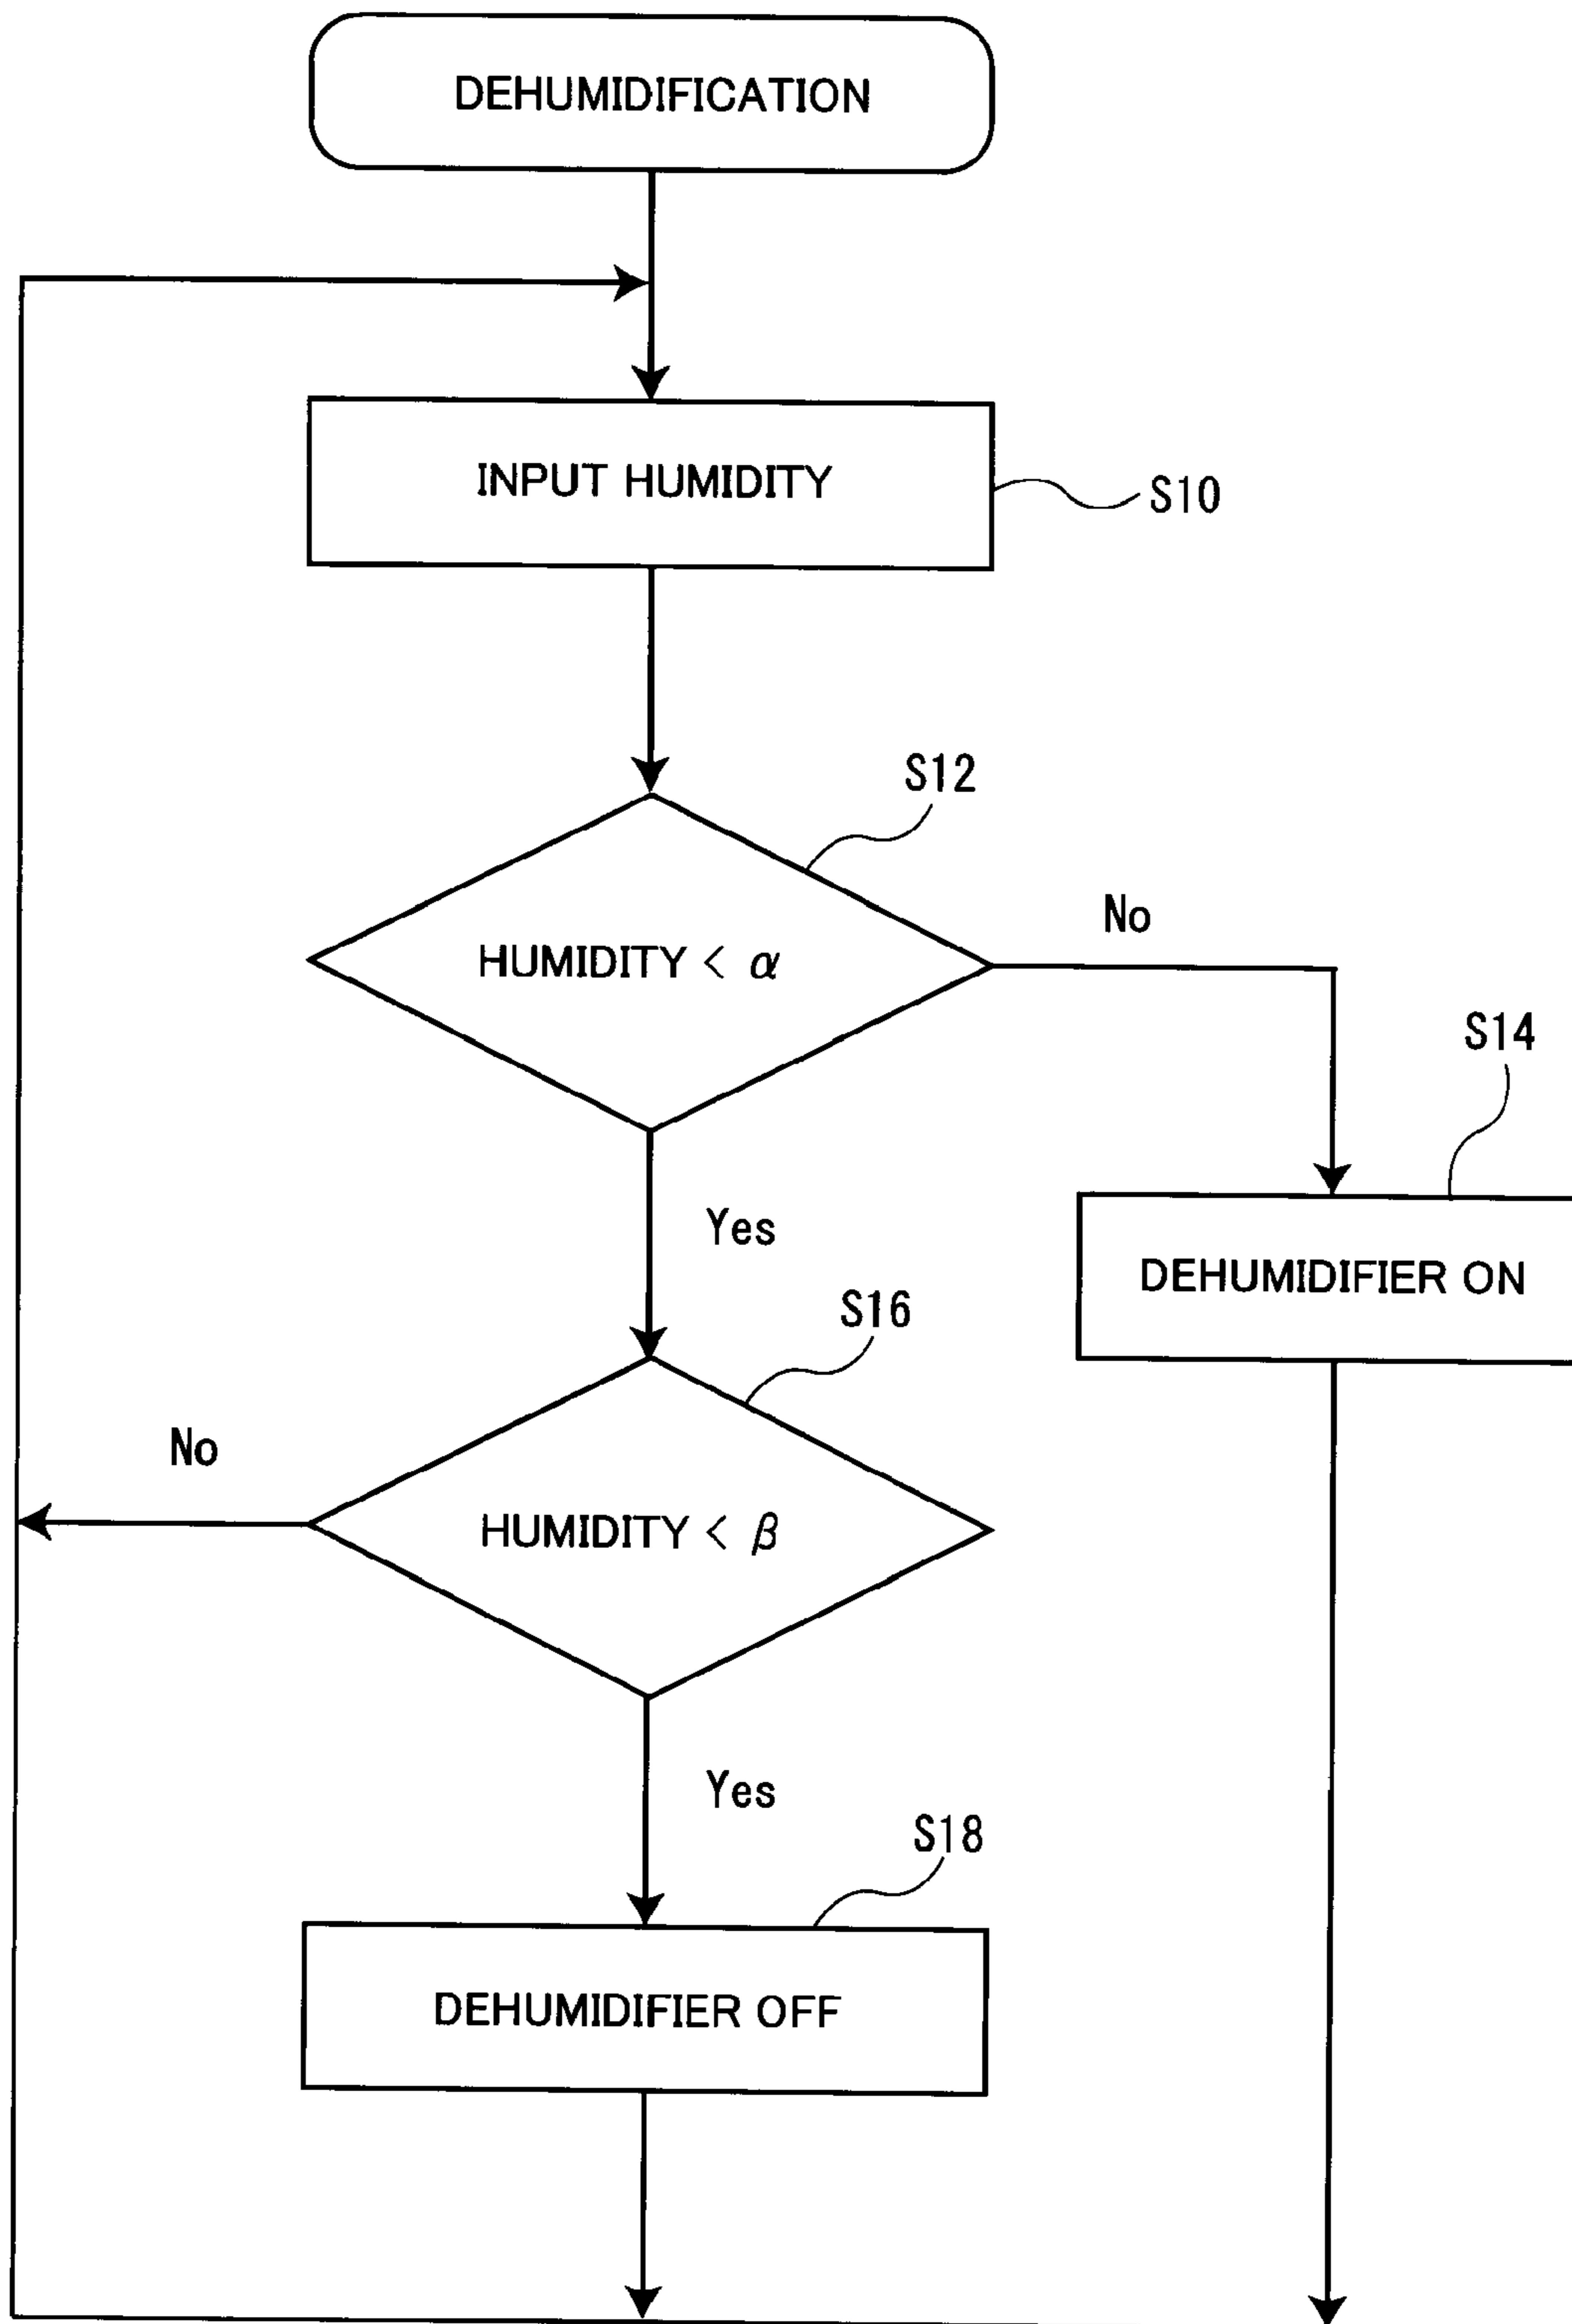 DEHUMIDIFICATION
INPUT HUMIDITY
S10
S12
HUMIDITY < α
No
S14
Yes
DEHUMIDIFIER ON
S16
No
HUMIDITY < β
Yes
S18
DEHUMIDIFIER OFF